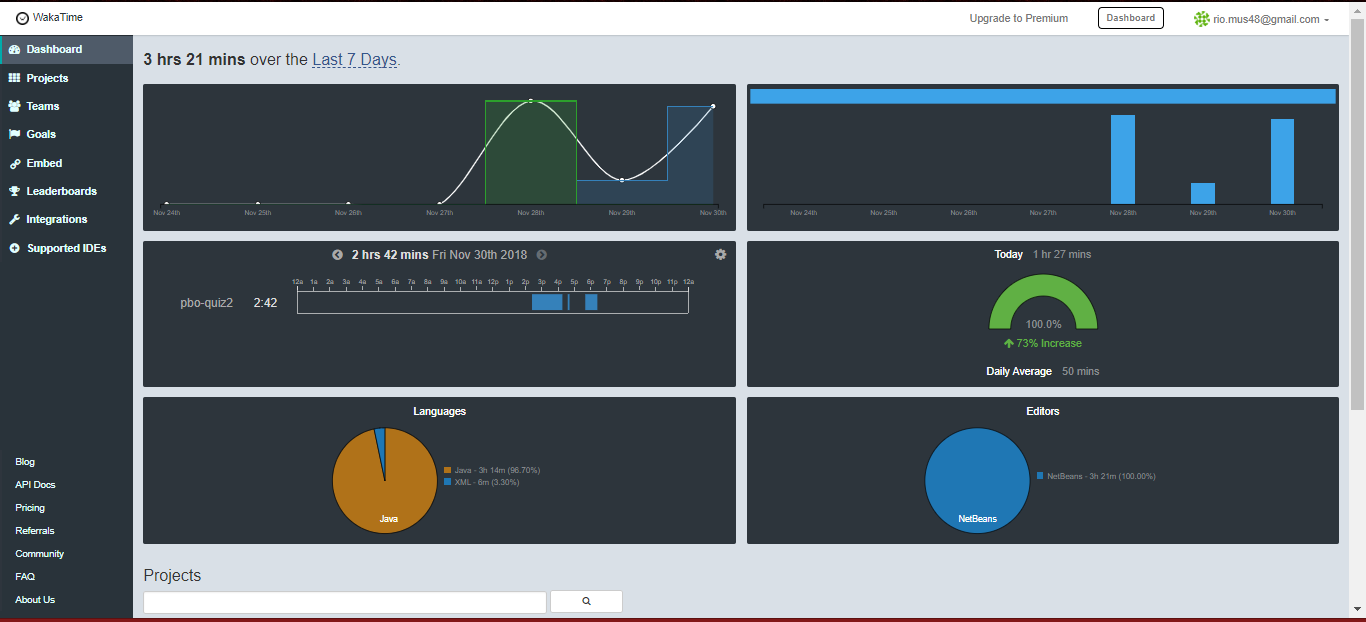 WakaTime
Upgrade to Premium
Dashboard
rio.mus48@gmail.com
Dashboard
Projects
Teams
Goals
Embed
Leaderboards
Integrations
Supported IDEs
Blog
API Docs
Pricing
Referrals
Community
FAQ
About Us
3 hrs 21 mins over the Last 7 Days.
Nov 24th Nov 25th Nov 26th Nov 27th Nov 28th Nov 29th Nov 30th
Nov 24th Nov 25th Nov 26th Nov 27th Nov 28th Nov 29th Nov 30th
2 hrs 42 mins Fri Nov 30th 2018
12a 1a 2a 3a 4a 5a 6a 7a 8a 9a 10a 11a 12p 1p 2p 3p 4p 5p 6p 7p 8p 9p 10p 11p 12a
pbo-quiz2 2:42
Today 1 hr 27 mins
100.0%
73% Increase
Daily Average 50 mins
Languages
Java - 3h 14m (96.70%)
XML - 6m (3.30%)
Java
Editors
NetBeans - 3h 21m (100.00%)
NetBeans
Projects